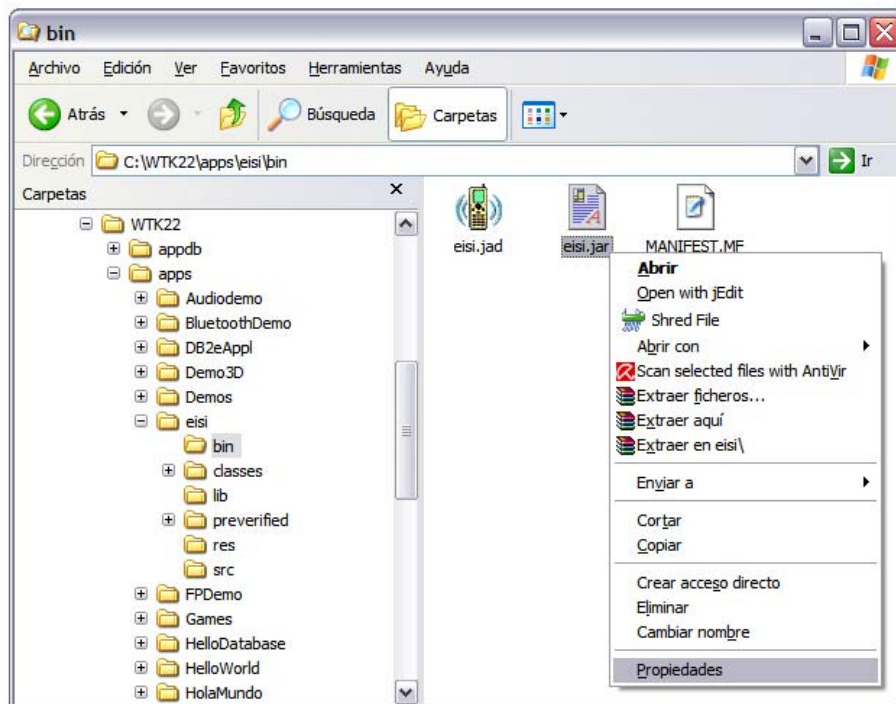 bin
Archivo Edición Ver Favoritos Herramientas Ayuda
Atrás Búsqueda Carpetas
Dirección C:\WTK22\apps\eisi\bin Ir
Carpetas
WTK22
appdb
apps
Audiodemo
BluetoothDemo
DB2eAppl
Demo3D
Demos
eisi
bin
classes
lib
preverified
res
src
FPDemo
Games
HelloDatabase
HelloWorld
HolaMundo
eisi.jad eisi.jar MANIFEST.MF
Abrir
Open with jEdit
Shred File
Abrir con
Scan selected files with AntiVir
Extraer ficheros...
Extraer aquí
Extraer en eisi\
Enviar a
Cortar
Copiar
Crear acceso directo
Eliminar
Cambiar nombre
Propiedades